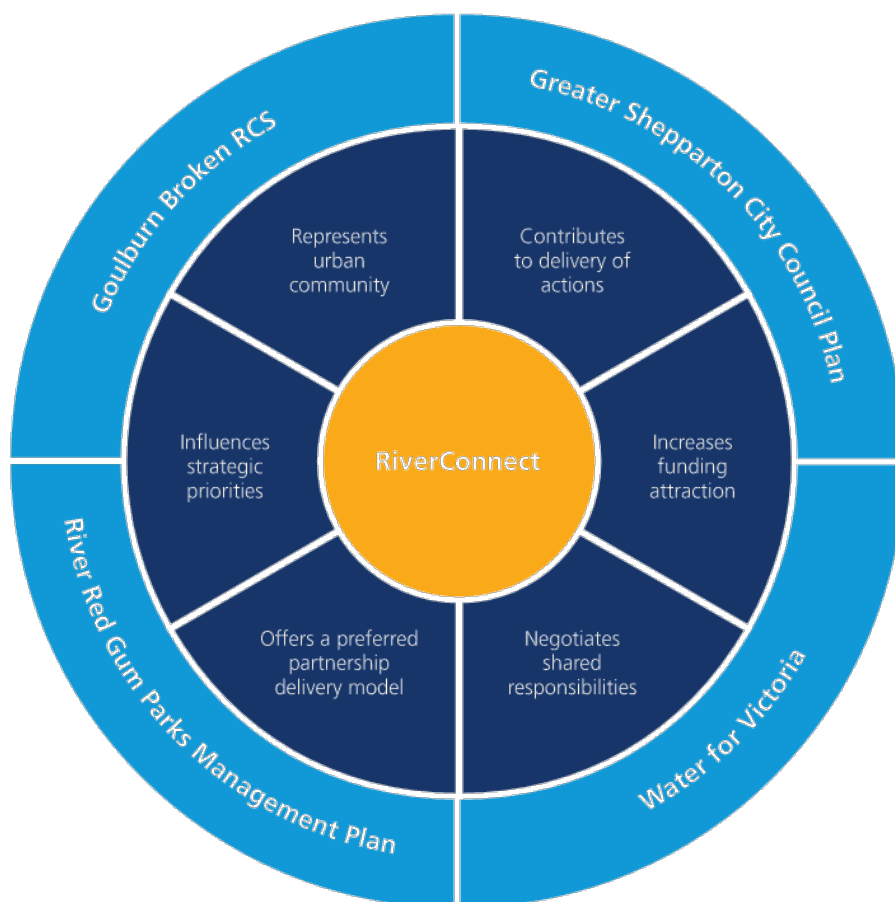 Goulburn Broken RCS
Greater Shepparton City Council Plan
Represents
urban
community
Contributes
to delivery of
actions
Influences
strategic
priorities
RiverConnect
Increases
funding
attraction
Offers a preferred
partnership
delivery model
Negotiates
shared
responsibilities
River Red Gum Parks Management Plan
Water for Victoria